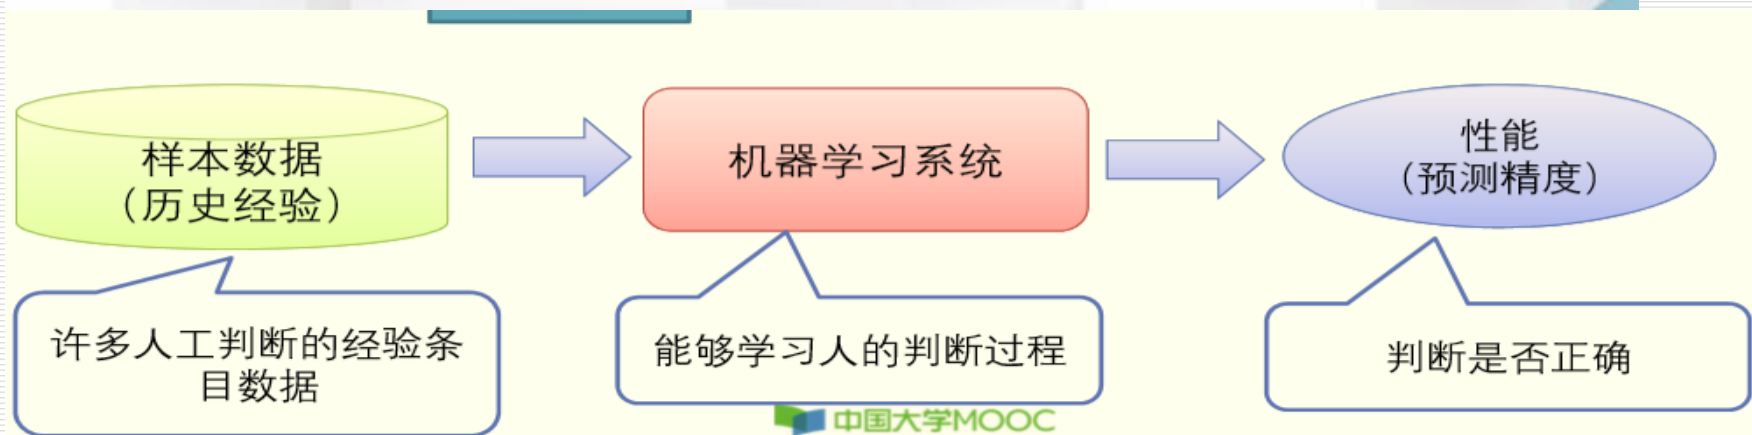 样本数据
（历史经验）
机器学习系统
性能
（预测精度）
许多人工判断的经验条
目数据
能够学习人的判断过程
判断是否正确
中国大学MOOC